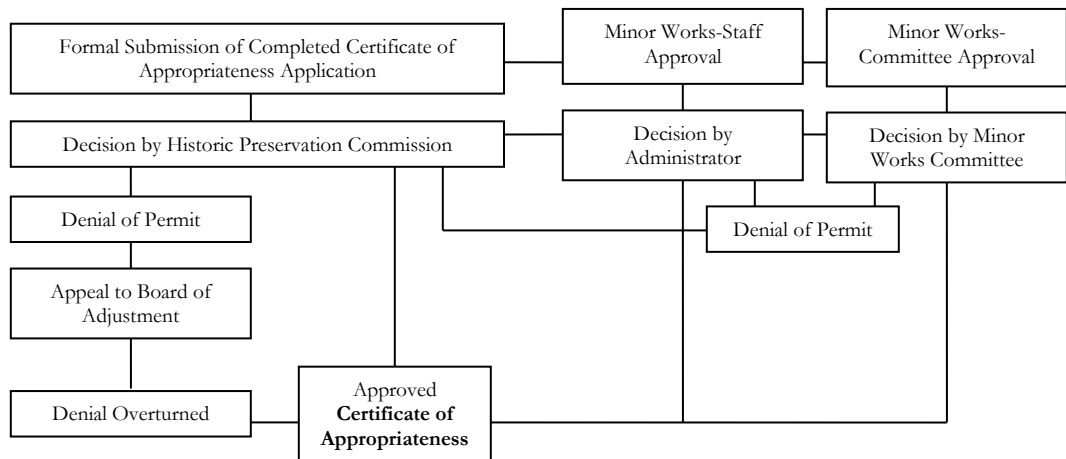 Formal Submission of Completed Certificate of
Appropriateness Application
Minor Works-Staff
Approval
Minor Works-
Committee Approval
Decision by Historic Preservation Commission
Decision by
Administrator
Decision by Minor
Works Committee
Denial of Permit
Denial of Permit
Appeal to Board of
Adjustment
Denial Overturned
Approved
Certificate of
Appropriateness